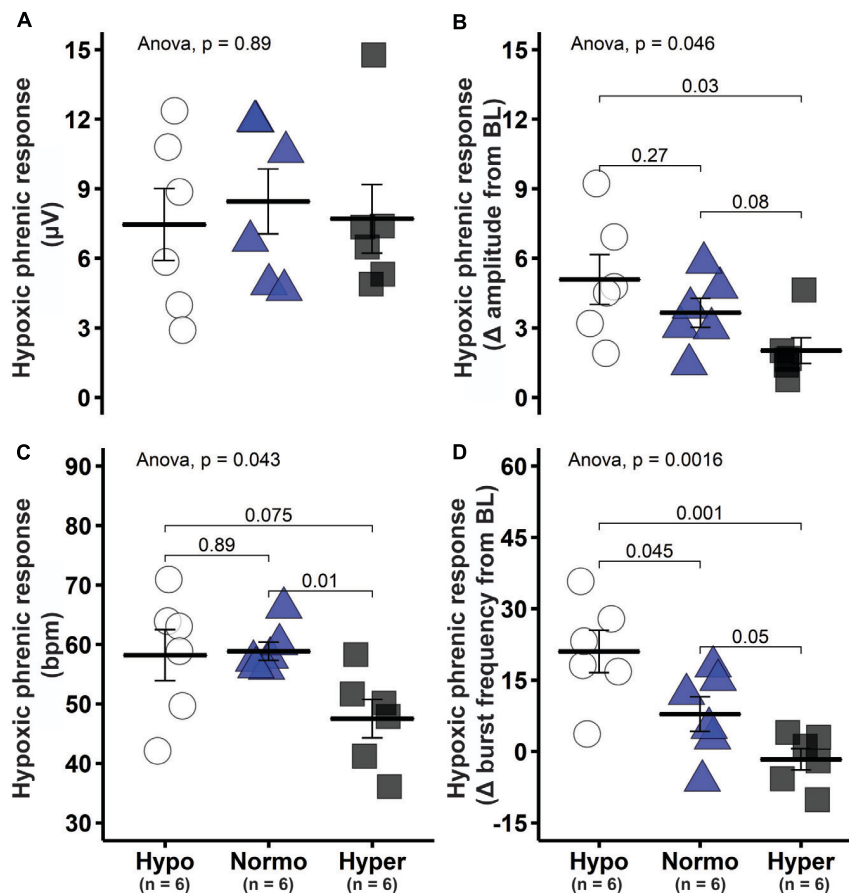 A
Anova, p = 0.89
Hypoxic phrenic response
(µV)
15
12
9
6
3
0
B
Anova, p = 0.046
Hypoxic phrenic response
(Δ amplitude from BL)
15
12
9
6
3
0
0.03
0.27
0.08
C
Anova, p = 0.043
Hypoxic phrenic response
(bpm)
90
80
70
60
50
40
30
0.075
0.89
0.01
Hypo
(n = 6)
Normo
(n = 6)
Hyper
(n = 6)
D
Anova, p = 0.0016
Hypoxic phrenic response
(Δ burst frequency from BL)
60
45
30
15
0
-15
0.001
0.045
0.05
Hypo
(n = 6)
Normo
(n = 6)
Hyper
(n = 6)